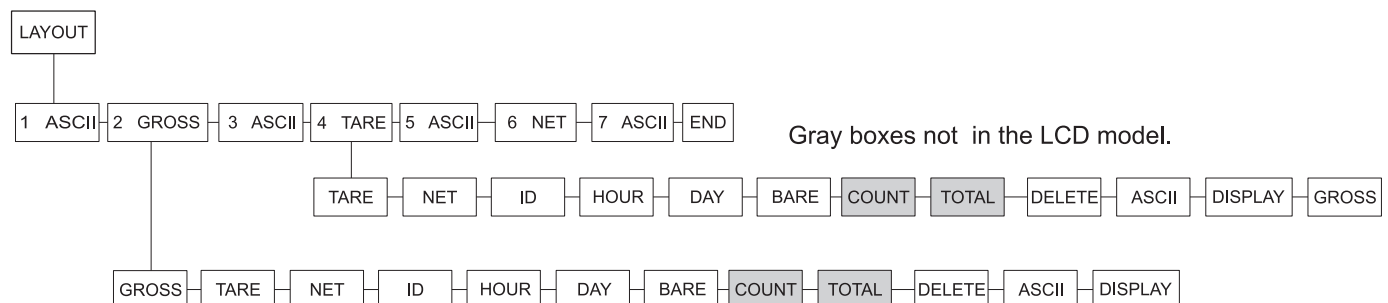 LAYOUT
1 ASCII 2 GROSS 3 ASCII 4 TARE 5 ASCII 6 NET 7 ASCII END
Gray boxes not in the LCD model.
TARE NET ID HOUR DAY BARE COUNT TOTAL DELETE ASCII DISPLAY GROSS
GROSS TARE NET ID HOUR DAY BARE COUNT TOTAL DELETE ASCII DISPLAY